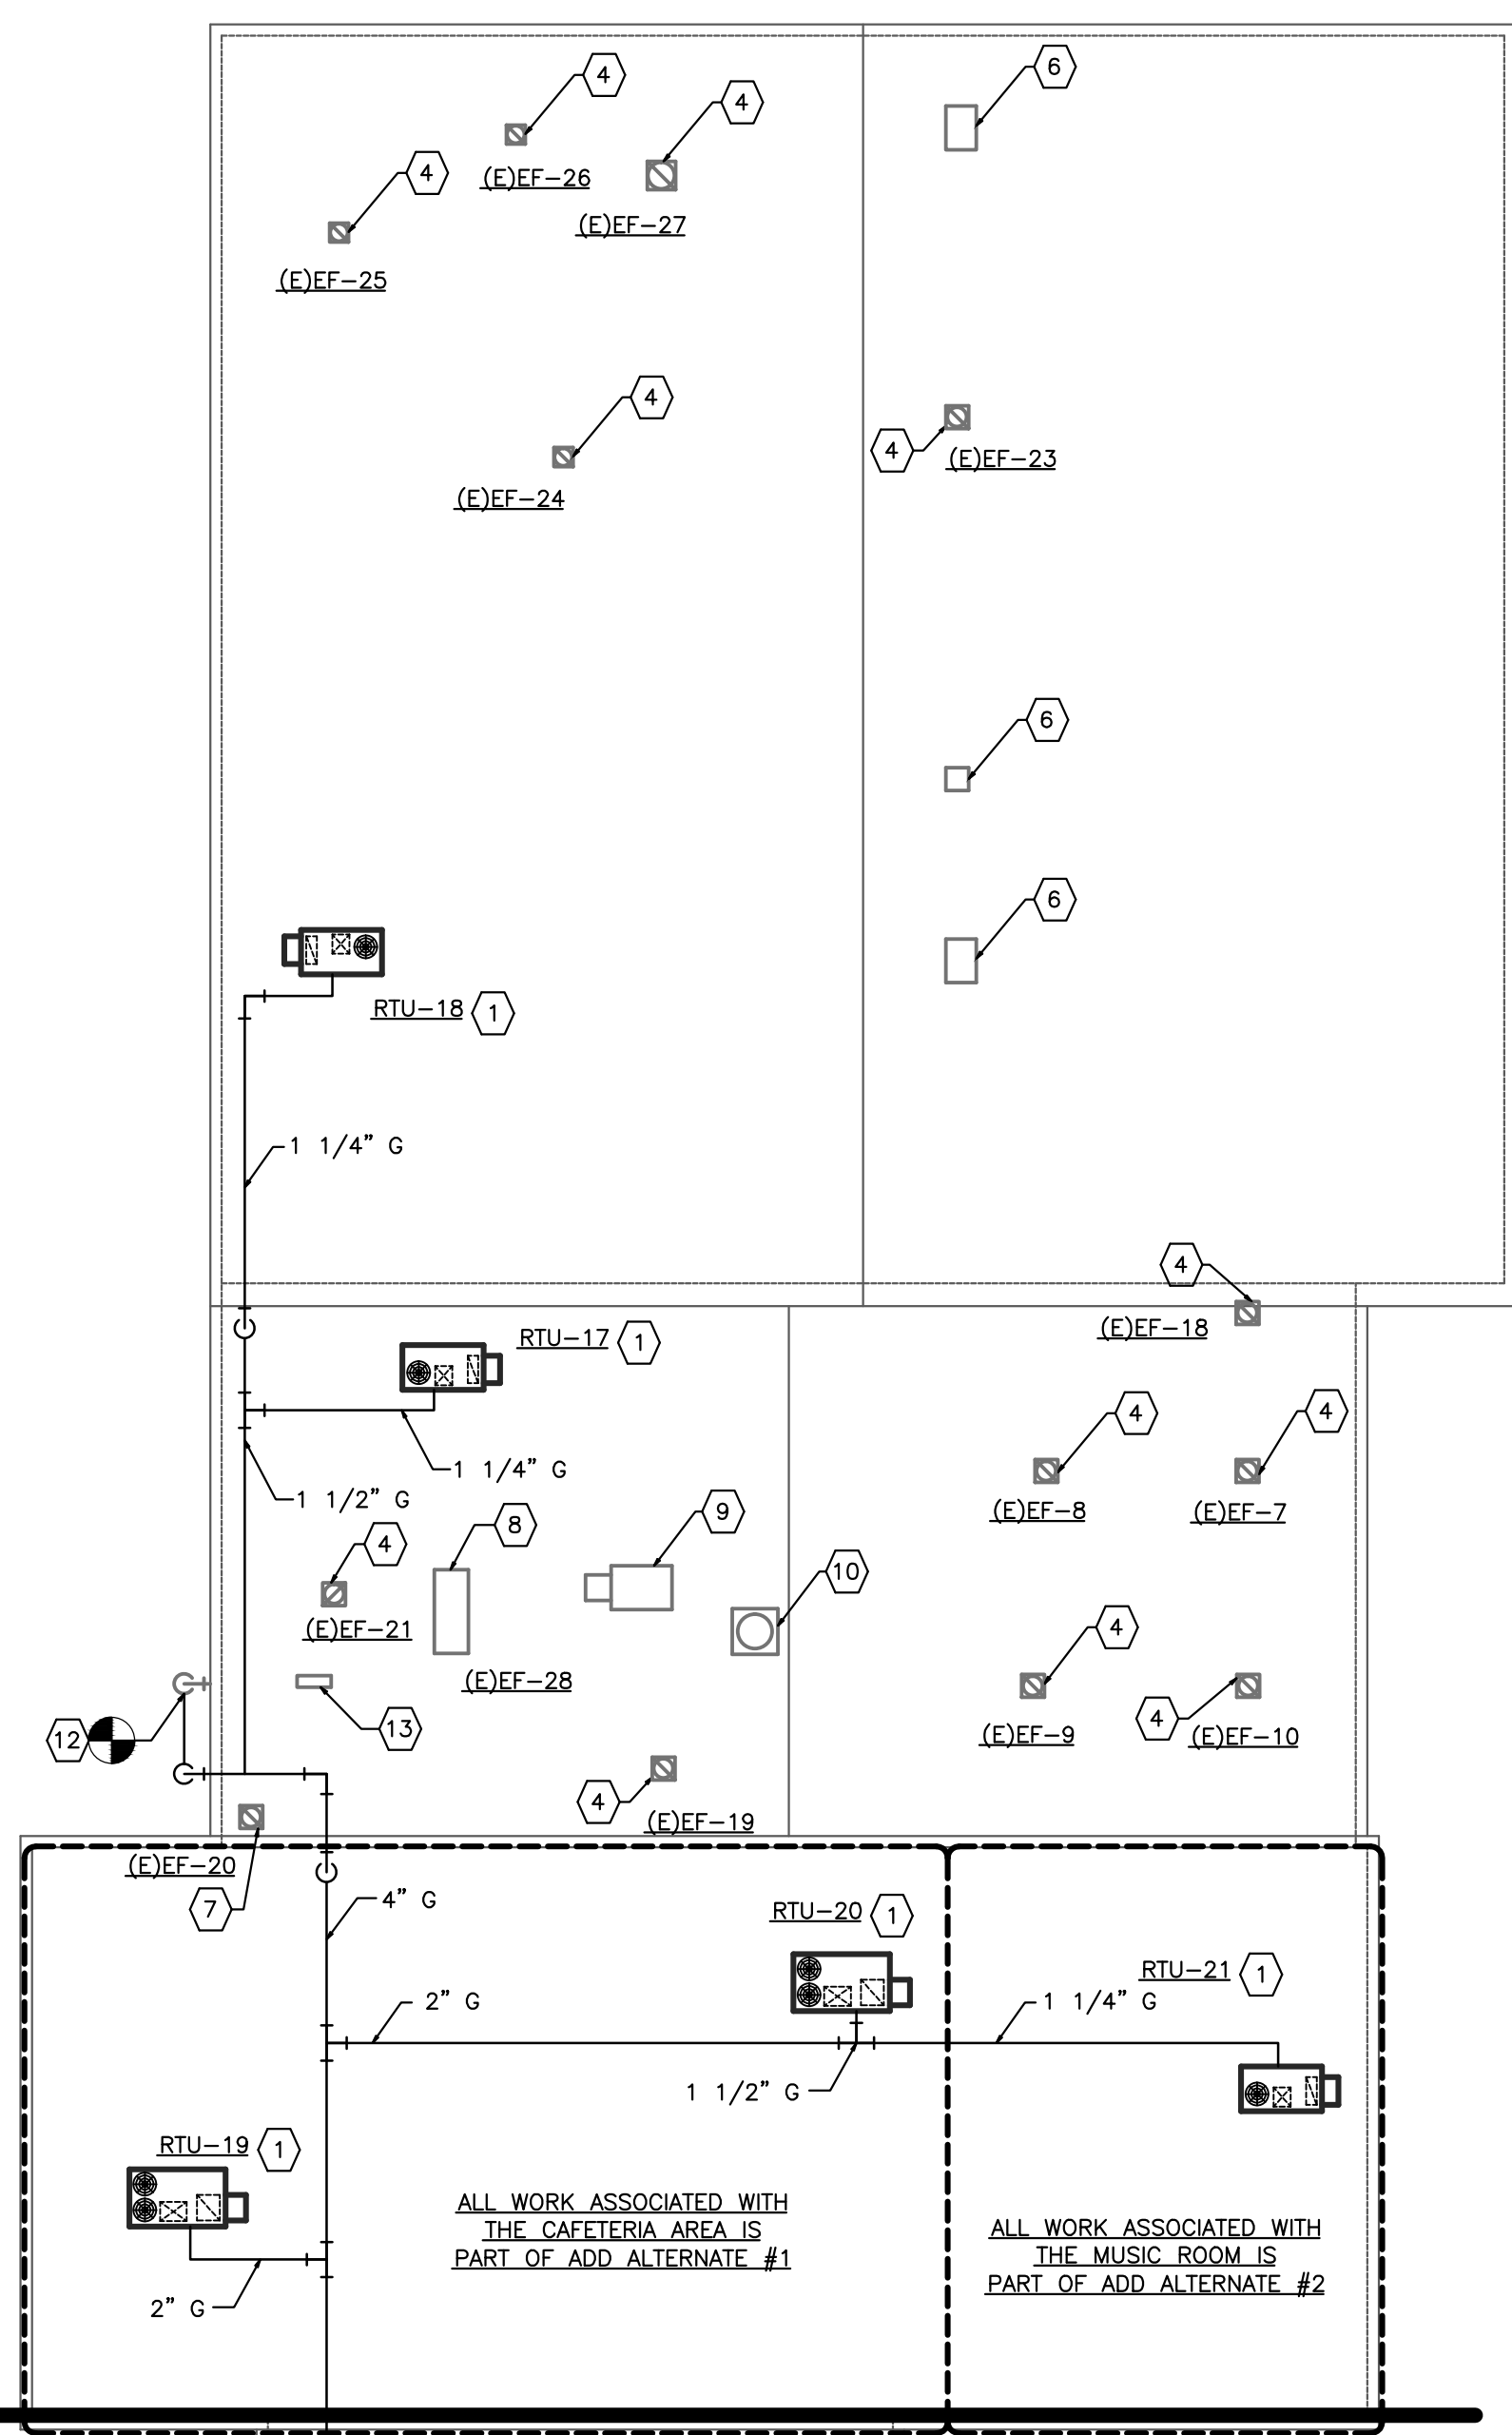 4
6
4
(E)EF-26
4
(E)EF-27
(E)EF-25
4
4
(E)EF-23
(E)EF-24
6
6
RTU-18 1
1 1/4" G
4
(E)EF-18
RTU-17 1
4
4
1 1/4" G
1 1/2" G
(E)EF-8
(E)EF-7
8
9
4
10
(E)EF-21
4
(E)EF-28
12
13
4
(E)EF-9
(E)EF-10
4
(E)EF-19
(E)EF-20
7
4" G
RTU-20 1
RTU-21 1
2" G
1 1/4" G
1 1/2" G
RTU-19 1
ALL WORK ASSOCIATED WITH
THE CAFETERIA AREA IS
PART OF ADD ALTERNATE #1
ALL WORK ASSOCIATED WITH
THE MUSIC ROOM IS
PART OF ADD ALTERNATE #2
2" G